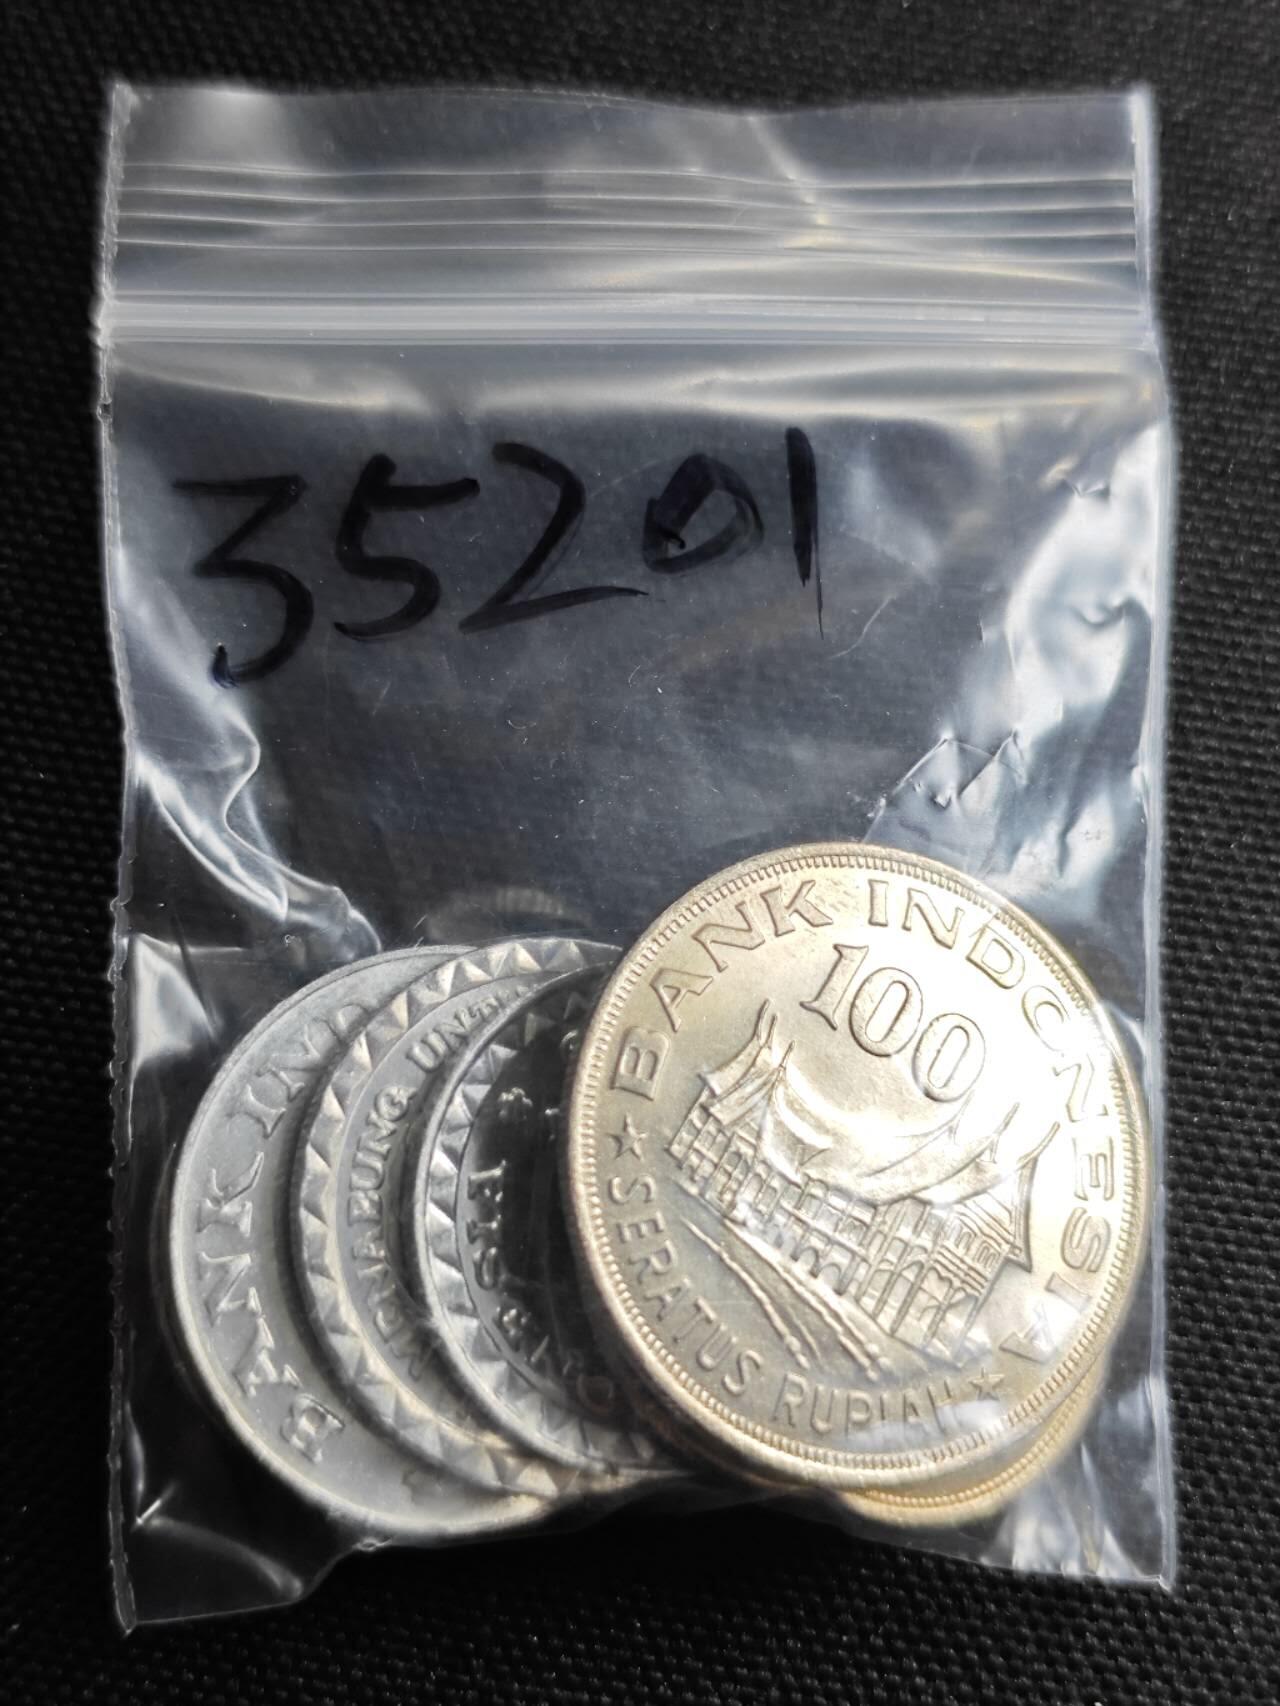 35201
BANK INDONESIA
100
SERATUS RUPIAH
BANK IND
MENABUNG UNT